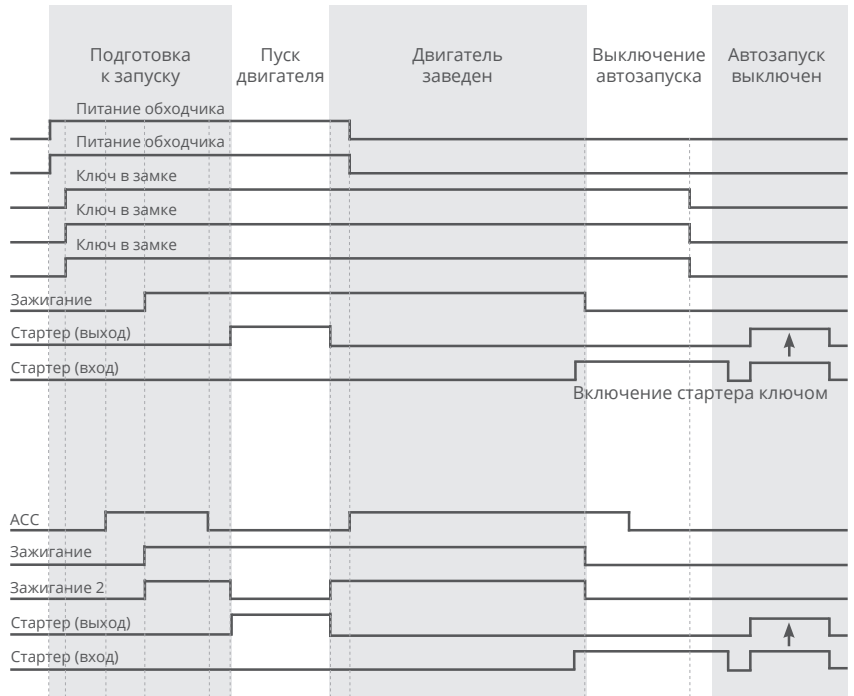 Подготовка
к запуску
Пуск
двигателя
Двигатель
заведен
Выключение
автозапуска
Автозапуск
выключен
Питание обходчика
Питание обходчика
Ключ в замке
Ключ в замке
Ключ в замке
Зажигание
Стартер (выход)
Стартер (вход)
Включение стартера ключом
ACC
Зажигание
Зажигание 2
Стартер (выход)
Стартер (вход)